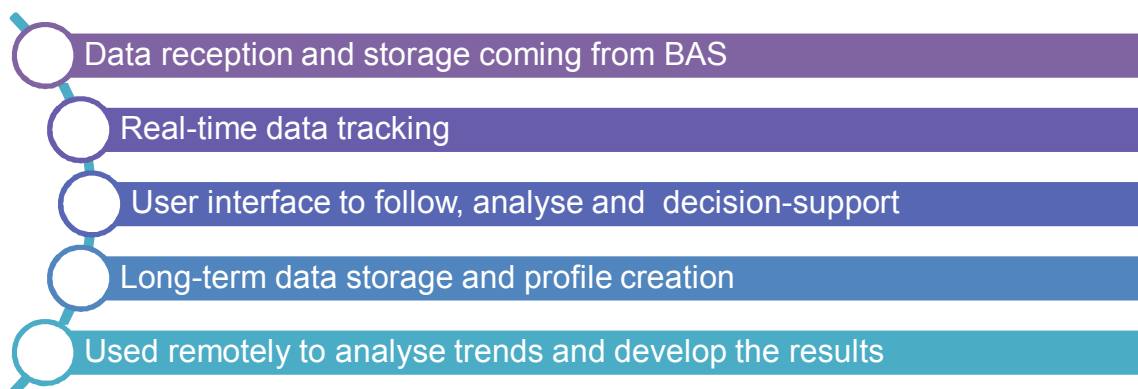 Data reception and storage coming from BAS
Real-time data tracking
User interface to follow, analyse and  decision-support
Long-term data storage and profile creation
Used remotely to analyse trends and develop the results